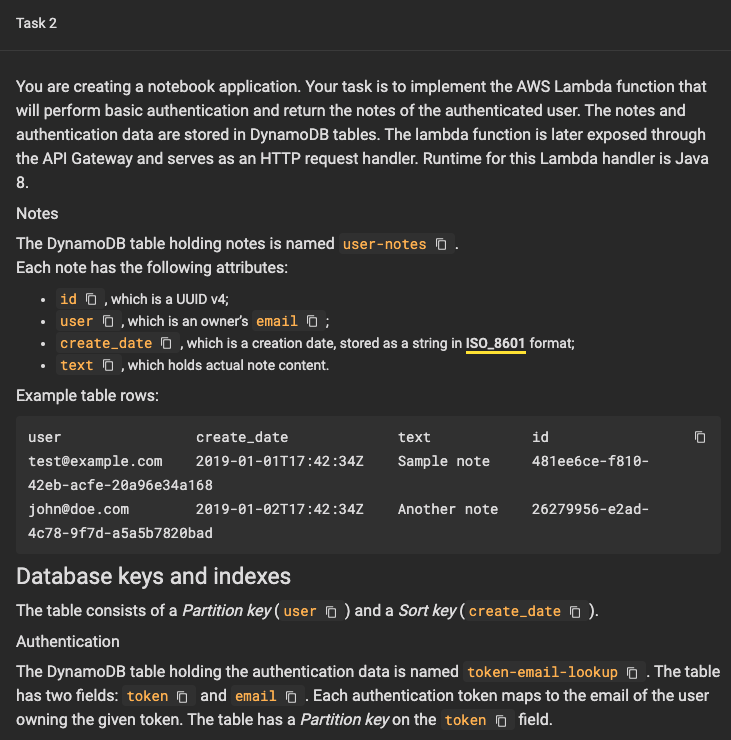 Task 2
You are creating a notebook application. Your task is to implement the AWS Lambda function that
will perform basic authentication and return the notes of the authenticated user. The notes and
authentication data are stored in DynamoDB tables. The lambda function is later exposed through
the API Gateway and serves as an HTTP request handler. Runtime for this Lambda handler is Java
8.
Notes
The DynamoDB table holding notes is named user-notes .
Each note has the following attributes:
• id , which is a UUID v4;
• user , which is an owner's email ;
• create_date , which is a creation date, stored as a string in ISO_8601 format;
• text , which holds actual note content.
Example table rows:
user create_date text id
test@example.com 2019-01-01T17:42:34Z Sample note 481ee6ce-f810-
42eb-acfe-20a96e34a168
john@doe.com 2019-01-02T17:42:34Z Another note 26279956-e2ad-
4c78-9f7d-a5a5b7820bad
Database keys and indexes
The table consists of a Partition key ( user ) and a Sort key ( create_date ).
Authentication
The DynamoDB table holding the authentication data is named token-email-lookup . The table
has two fields: token and email . Each authentication token maps to the email of the user
owning the given token. The table has a Partition key on the token field.